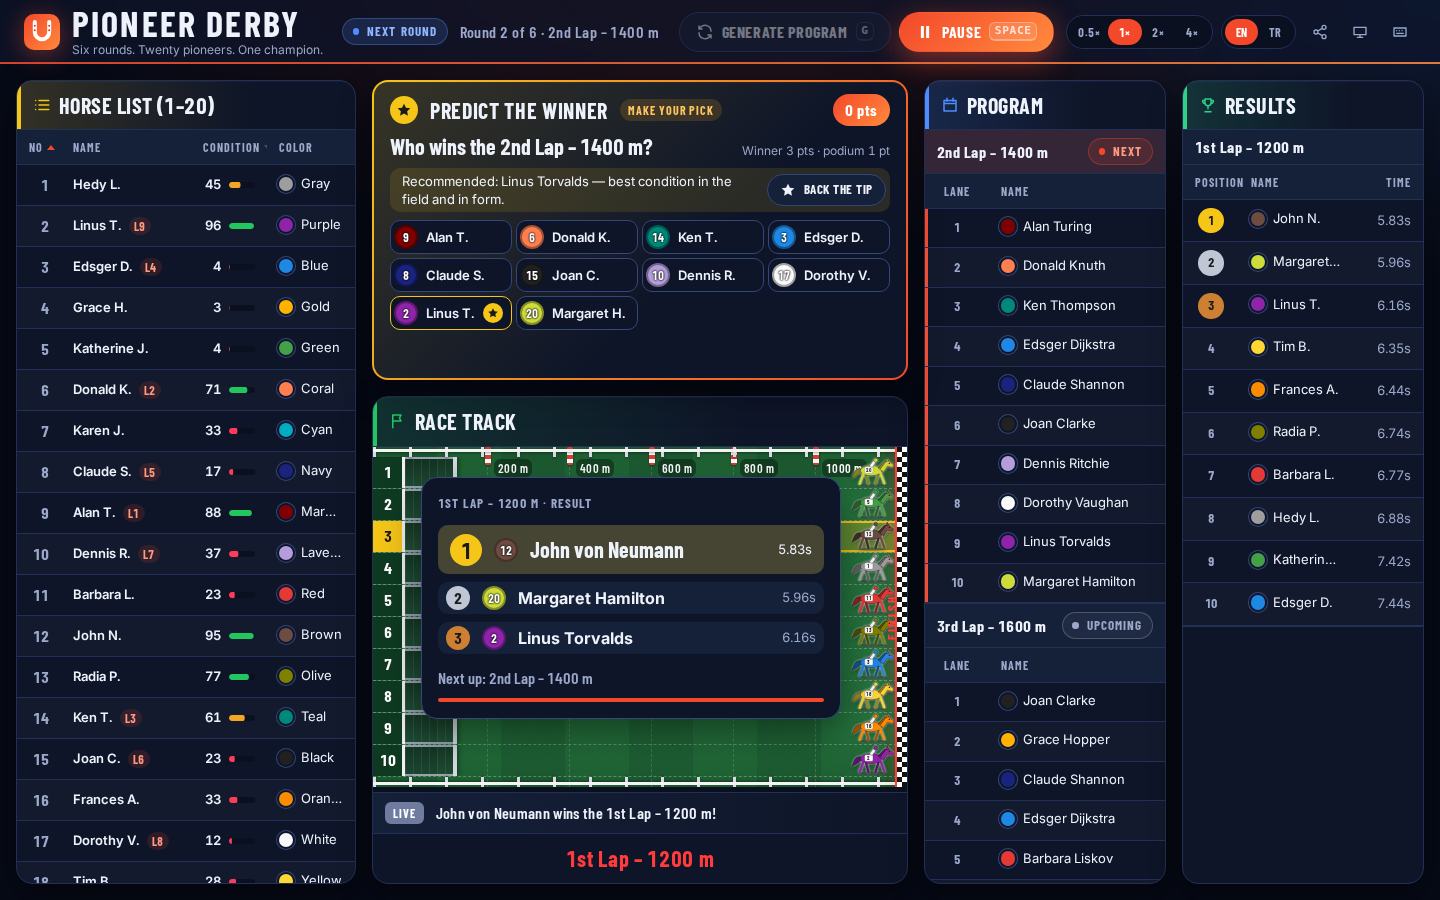 PIONEER DERBY
Six rounds. Twenty pioneers. One champion.
NEXT ROUND
Round 2 of 6 · 2nd Lap – 1400 m
GENERATE PROGRAM G
PAUSE SPACE
0.5× 1× 2× 4×
EN TR
HORSE LIST (1–20)
NO NAME CONDITION COLOR
1 Hedy L. 45 Gray
2 Linus T. L9 96 Purple
3 Edsger D. L4 4 Blue
4 Grace H. 3 Gold
5 Katherine J. 4 Green
6 Donald K. L2 71 Coral
7 Karen J. 33 Cyan
8 Claude S. L5 17 Navy
9 Alan T. L1 88 Mar...
10 Dennis R. L7 37 Lave...
11 Barbara L. 23 Red
12 John N. 95 Brown
13 Radia P. 77 Olive
14 Ken T. L3 61 Teal
15 Joan C. L6 23 Black
16 Frances A. 33 Oran...
17 Dorothy V. L8 12 White
18 Tim B. 28 Yellow
PREDICT THE WINNER MAKE YOUR PICK 0 pts
Who wins the 2nd Lap – 1400 m? Winner 3 pts · podium 1 pt
Recommended: Linus Torvalds — best condition in the
field and in form.
BACK THE TIP
9 Alan T. 6 Donald K. 14 Ken T. 3 Edsger D.
8 Claude S. 15 Joan C. 10 Dennis R. 17 Dorothy V.
2 Linus T. 20 Margaret H.
RACE TRACK
200 m 400 m 600 m 800 m 1000 m
1
2
3
4
5
6
7
8
9
10
1ST LAP – 1200 M · RESULT
1 12 John von Neumann 5.83s
2 20 Margaret Hamilton 5.96s
3 2 Linus Torvalds 6.16s
Next up: 2nd Lap – 1400 m
FINISH
LIVE John von Neumann wins the 1st Lap – 1200 m!
1st Lap – 1200 m
PROGRAM
2nd Lap – 1400 m NEXT
LANE NAME
1 Alan Turing
2 Donald Knuth
3 Ken Thompson
4 Edsger Dijkstra
5 Claude Shannon
6 Joan Clarke
7 Dennis Ritchie
8 Dorothy Vaughan
9 Linus Torvalds
10 Margaret Hamilton
3rd Lap – 1600 m UPCOMING
LANE NAME
1 Joan Clarke
2 Grace Hopper
3 Claude Shannon
4 Edsger Dijkstra
5 Barbara Liskov
RESULTS
1st Lap – 1200 m
POSITION NAME TIME
1 John N. 5.83s
2 Margaret... 5.96s
3 Linus T. 6.16s
4 Tim B. 6.35s
5 Frances A. 6.44s
6 Radia P. 6.74s
7 Barbara L. 6.77s
8 Hedy L. 6.88s
9 Katherin... 7.42s
10 Edsger D. 7.44s